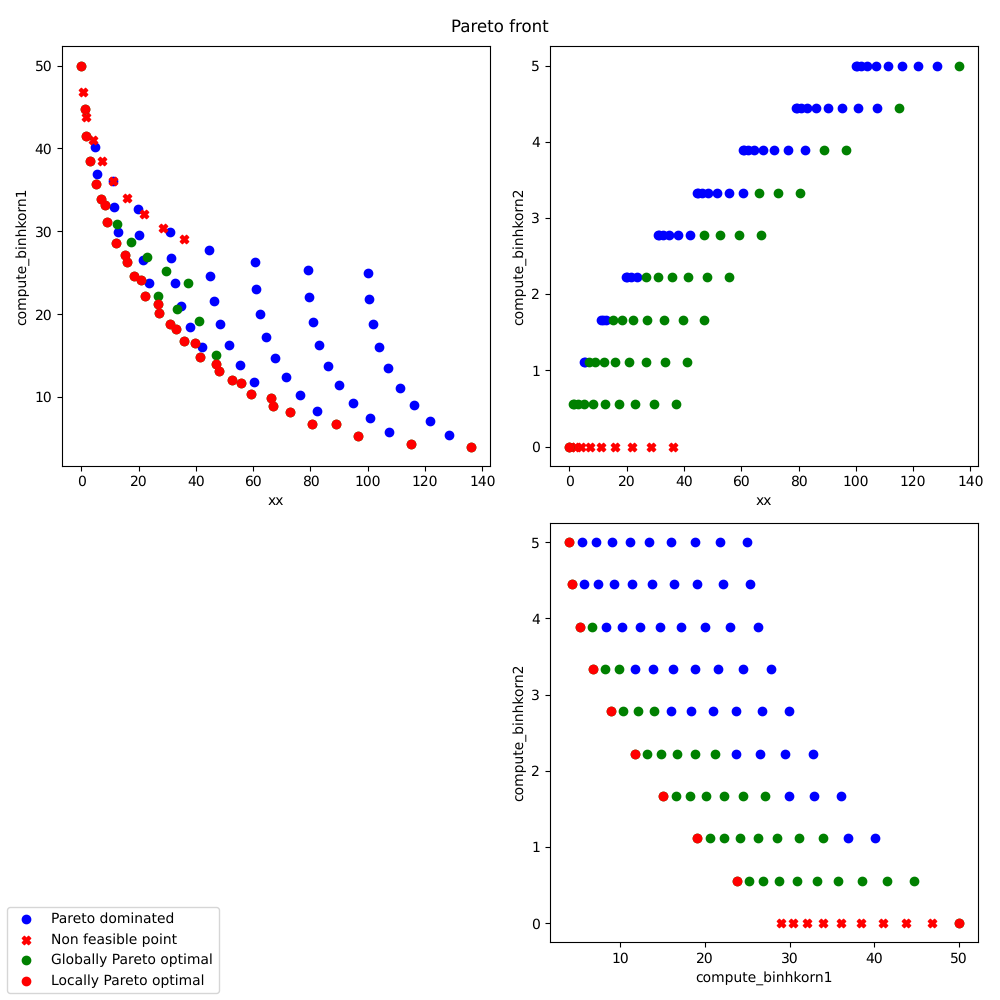 Pareto front
50
40
30
20
10
compute_binhkorn1
0 20 40 60 80 100 120 140
xx
5
4
3
2
1
0
compute_binhkorn2
0 20 40 60 80 100 120 140
xx
5
4
3
2
1
0
compute_binhkorn2
10 20 30 40 50
compute_binhkorn1
Pareto dominated
Non feasible point
Globally Pareto optimal
Locally Pareto optimal